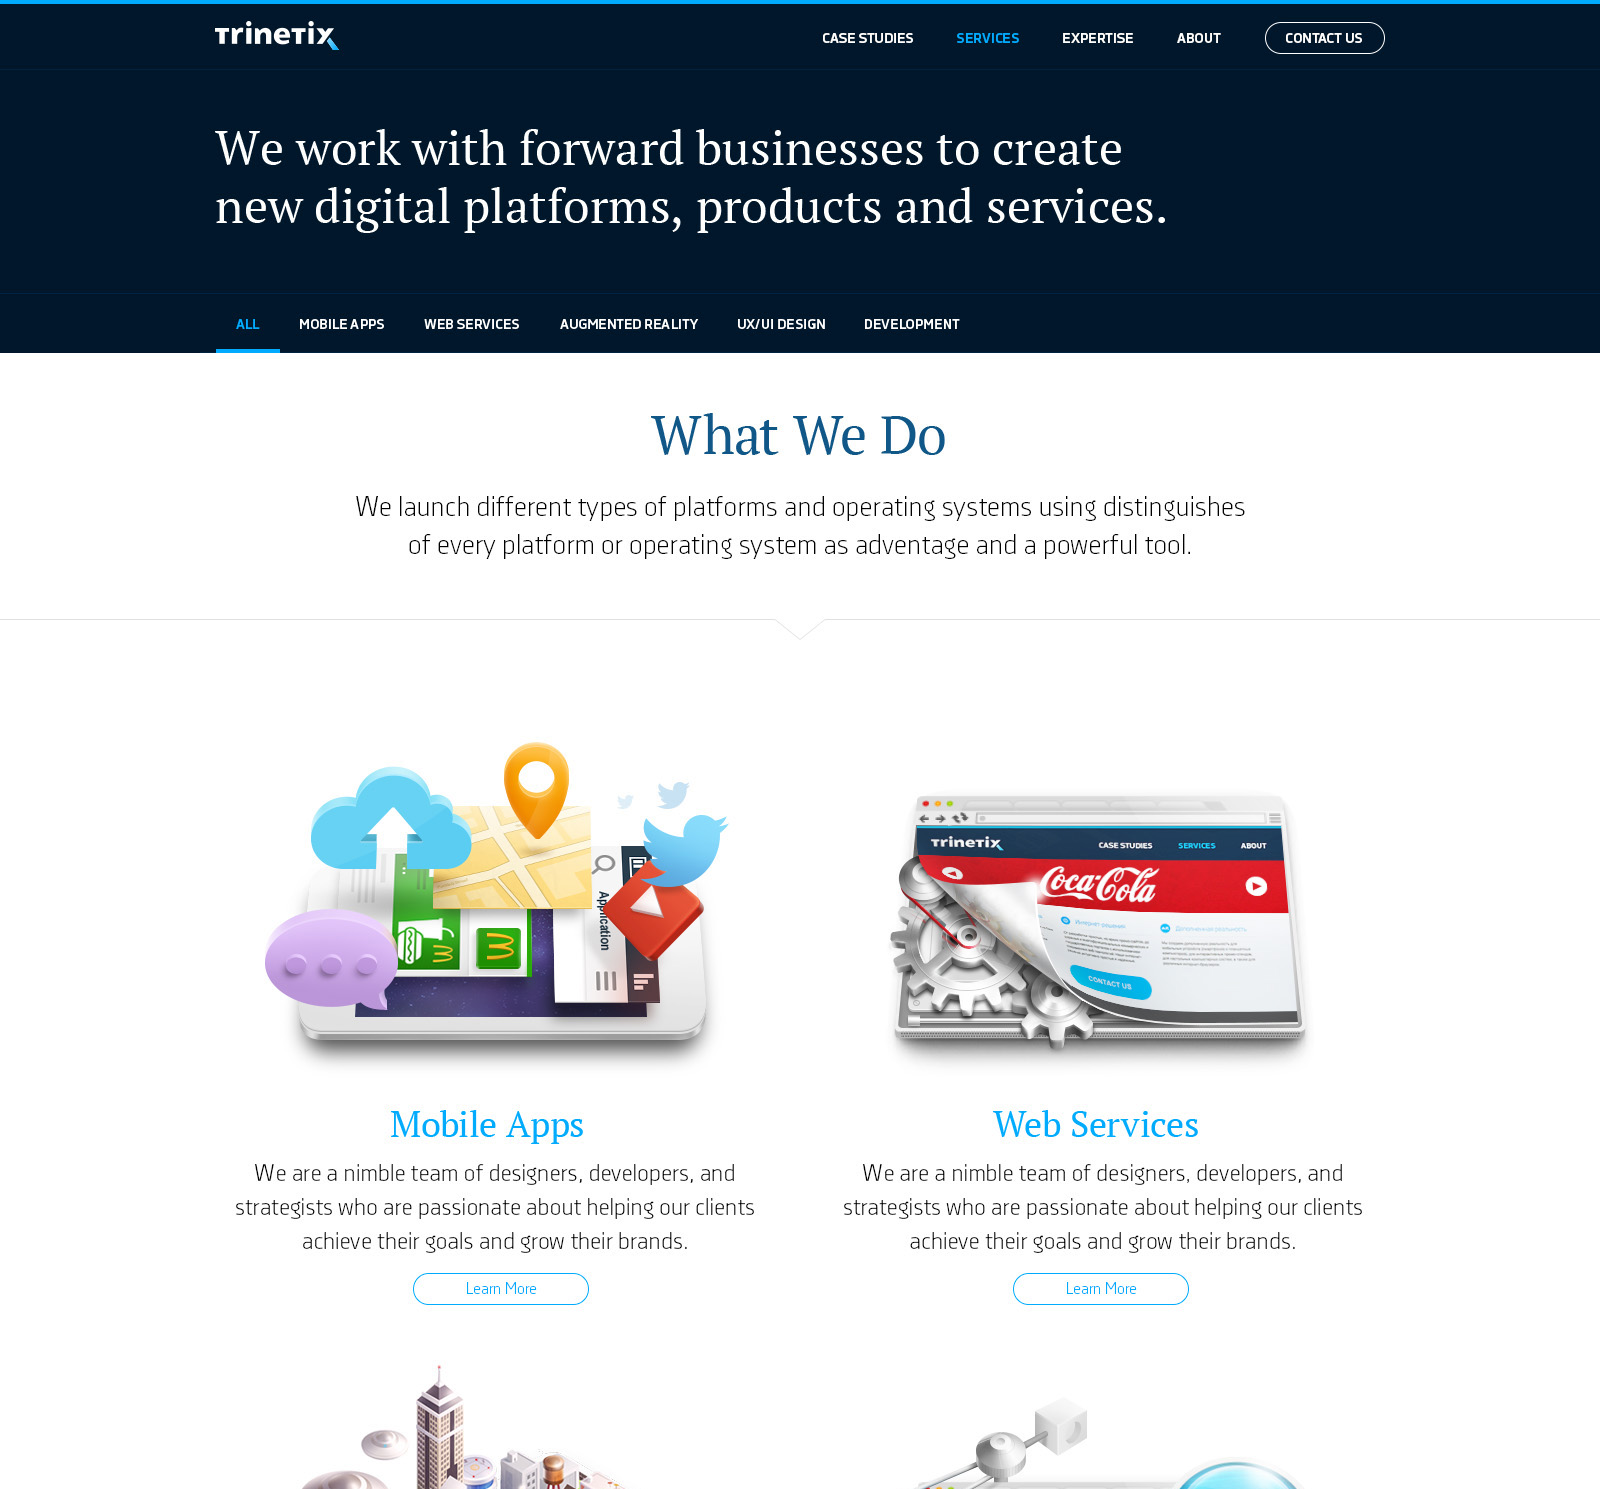 Trinetix
CASE STUDIES
SERVICES
EXPERTISE
ABOUT
CONTACT US
We work with forward businesses to create
new digital platforms, products and services.
ALL
MOBILE APPS
WEB SERVICES
AUGMENTED REALITY
UX/UI DESIGN
DEVELOPMENT
What We Do
We launch different types of platforms and operating systems using distinguishes
of every platform or operating system as adventage and a powerful tool.
Application
Trinetix
CASE STUDIES
SERVICES
ABOUT
Coca-Cola
Интернет-решения
Дополненная реальность
CONTACT US
Mobile Apps
We are a nimble team of designers, developers, and
strategists who are passionate about helping our clients
achieve their goals and grow their brands.
Learn More
Web Services
We are a nimble team of designers, developers, and
strategists who are passionate about helping our clients
achieve their goals and grow their brands.
Learn More